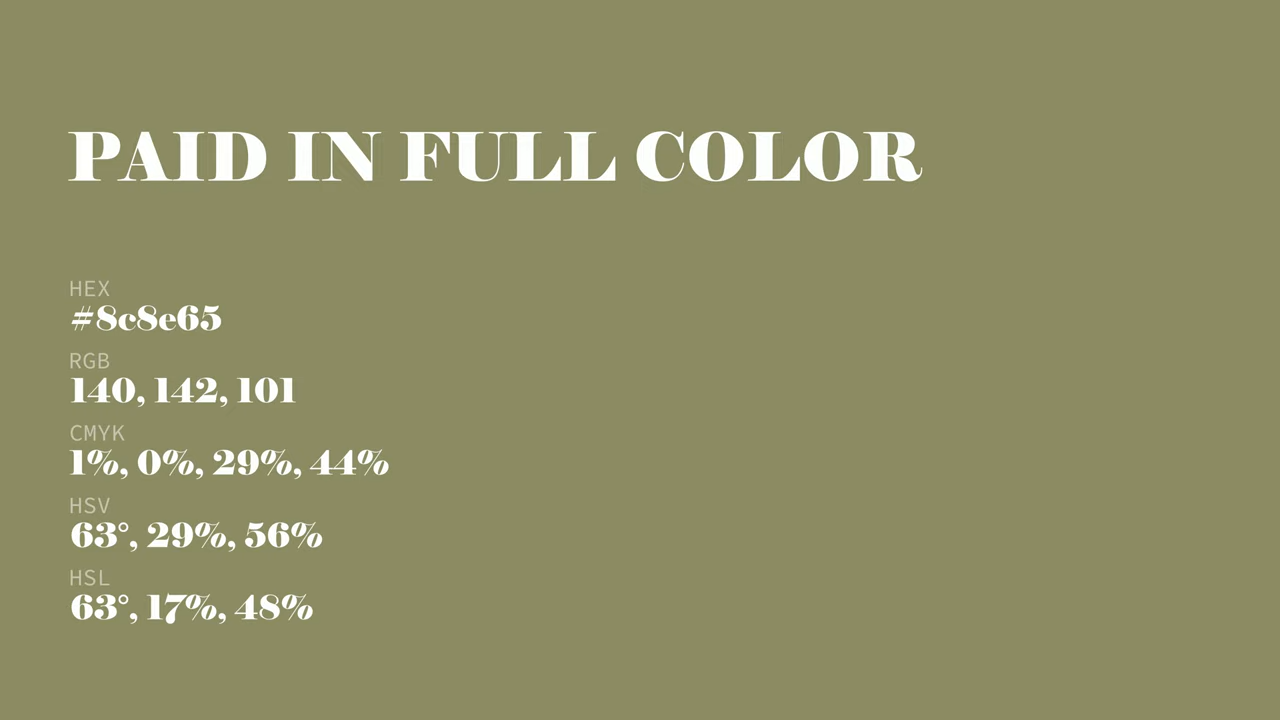 PAID IN FULL COLOR
HEX
#8c8e65
RGB
140, 142, 101
CMYK
1%, 0%, 29%, 44%
HSV
63°, 29%, 56%
HSL
63°, 17%, 48%